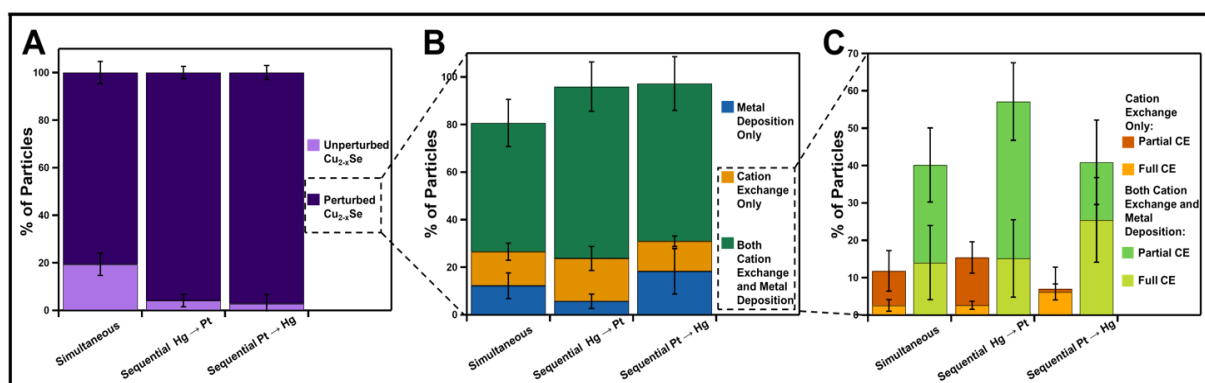 A
% of Particles
100
80
60
40
20
0
Simultaneous
Sequential Hg → Pt
Sequential Pt → Hg
Unperturbed
Cu2-xSe
Perturbed
Cu2-xSe
B
% of Particles
100
80
60
40
20
0
Simultaneous
Sequential Hg → Pt
Sequential Pt → Hg
Metal
Deposition
Only
Cation
Exchange
Only
Both
Cation
Exchange
and Metal
Deposition
C
% of Particles
70
60
50
40
30
20
10
0
Simultaneous
Sequential Hg → Pt
Sequential Pt → Hg
Cation
Exchange
Only:
Partial CE
Full CE
Both Cation
Exchange and
Metal
Deposition:
Partial CE
Full CE